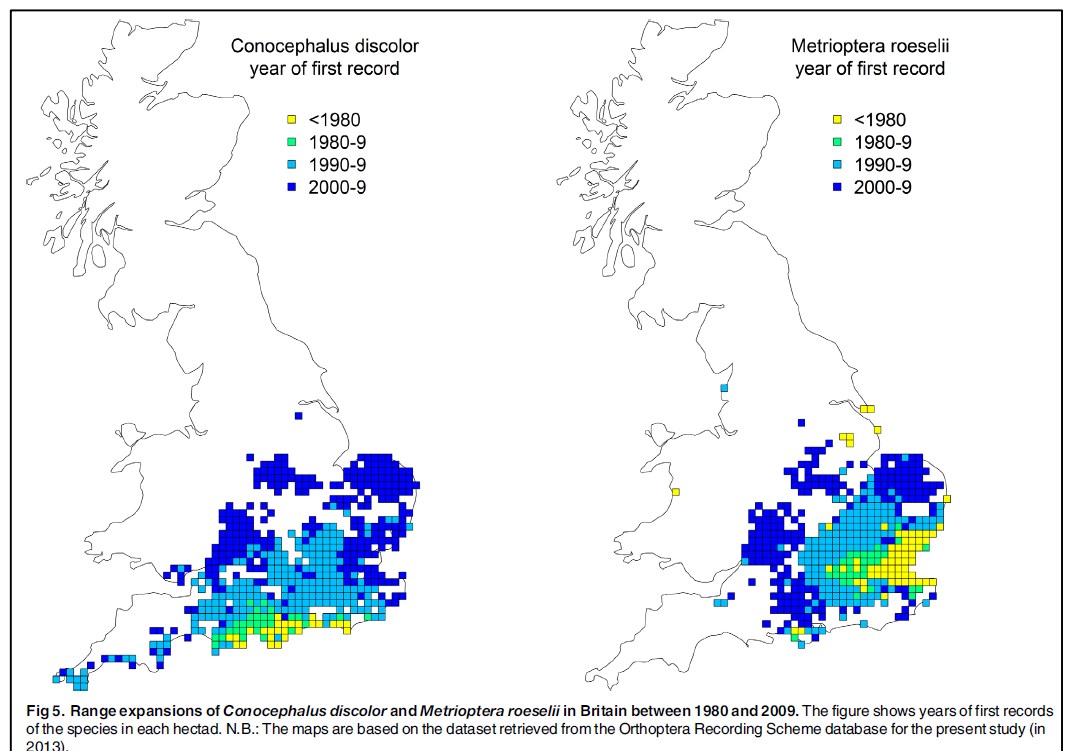 Conocephalus discolor
year of first record
<1980
1980-9
1990-9
2000-9
Metrioptera roeselii
year of first record
<1980
1980-9
1990-9
2000-9
Fig 5. Range expansions of Conocephalus discolor and Metrioptera roeselii in Britain between 1980 and 2009. The figure shows years of first records
of the species in each hectad. N.B.: The maps are based on the dataset retrieved from the Orthoptera Recording Scheme database for the present study (in
2013).